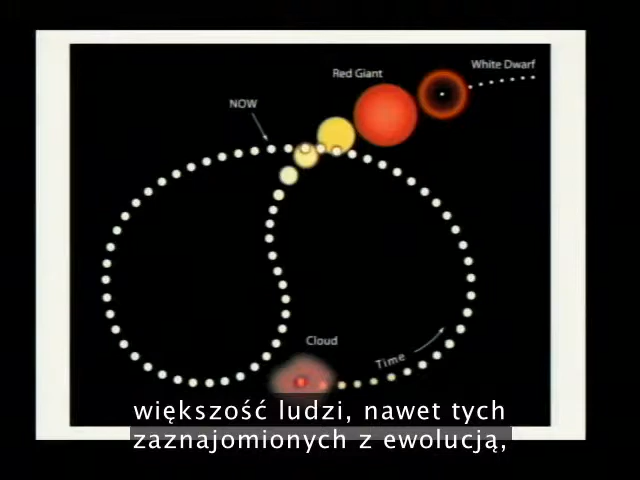 White Dwarf
Red Giant
NOW
Cloud
Time
większość ludzi, nawet tych
zaznajomionych z ewolucją,